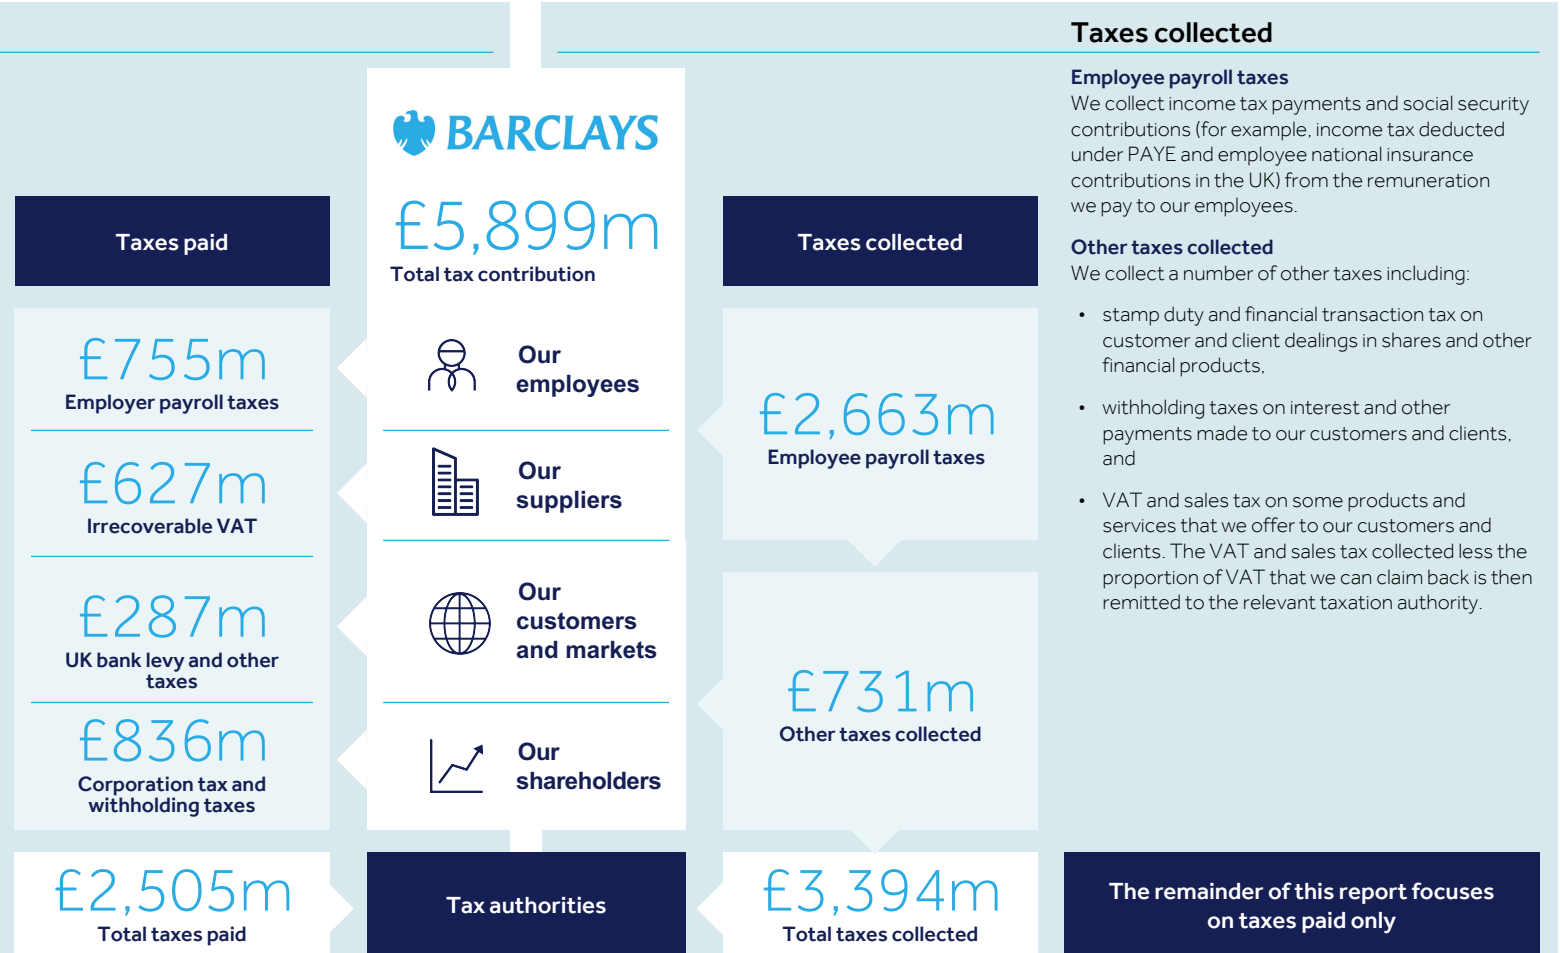 BARCLAYS
£5,899m
Total tax contribution
Taxes paid
£755m
Employer payroll taxes
£627m
Irrecoverable VAT
£287m
UK bank levy and other
taxes
£836m
Corporation tax and
withholding taxes
£2,505m
Total taxes paid
Our
employees
Our
suppliers
Our
customers
and markets
Our
shareholders
Tax authorities
Taxes collected
£2,663m
Employee payroll taxes
£731m
Other taxes collected
£3,394m
Total taxes collected
Taxes collected
Employee payroll taxes
We collect income tax payments and social security
contributions (for example, income tax deducted
under PAYE and employee national insurance
contributions in the UK) from the remuneration
we pay to our employees.
Other taxes collected
We collect a number of other taxes including:
• stamp duty and financial transaction tax on
customer and client dealings in shares and other
financial products,
• withholding taxes on interest and other
payments made to our customers and clients,
and
• VAT and sales tax on some products and
services that we offer to our customers and
clients. The VAT and sales tax collected less the
proportion of VAT that we can claim back is then
remitted to the relevant taxation authority.
The remainder of this report focuses
on taxes paid only